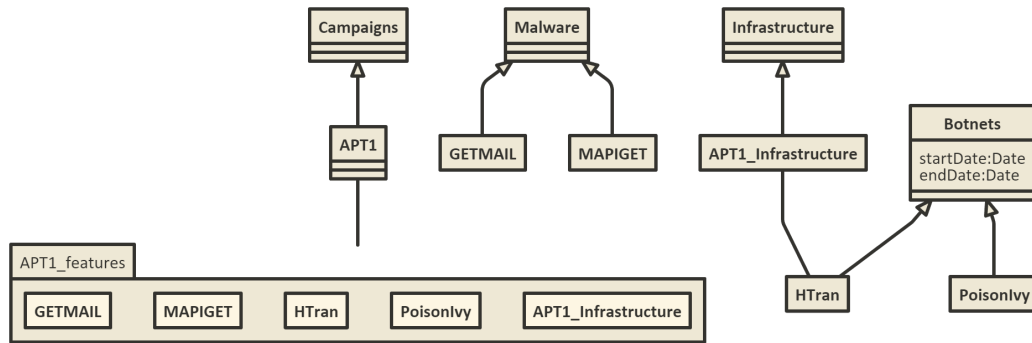 Campaigns
Malware
Infrastructure
Botnets
startDate:Date
endDate:Date
APT1
GETMAIL
MAPIGET
APT1_Infrastructure
HTran
PoisonIvy
APT1_features
GETMAIL
MAPIGET
HTran
PoisonIvy
APT1_Infrastructure